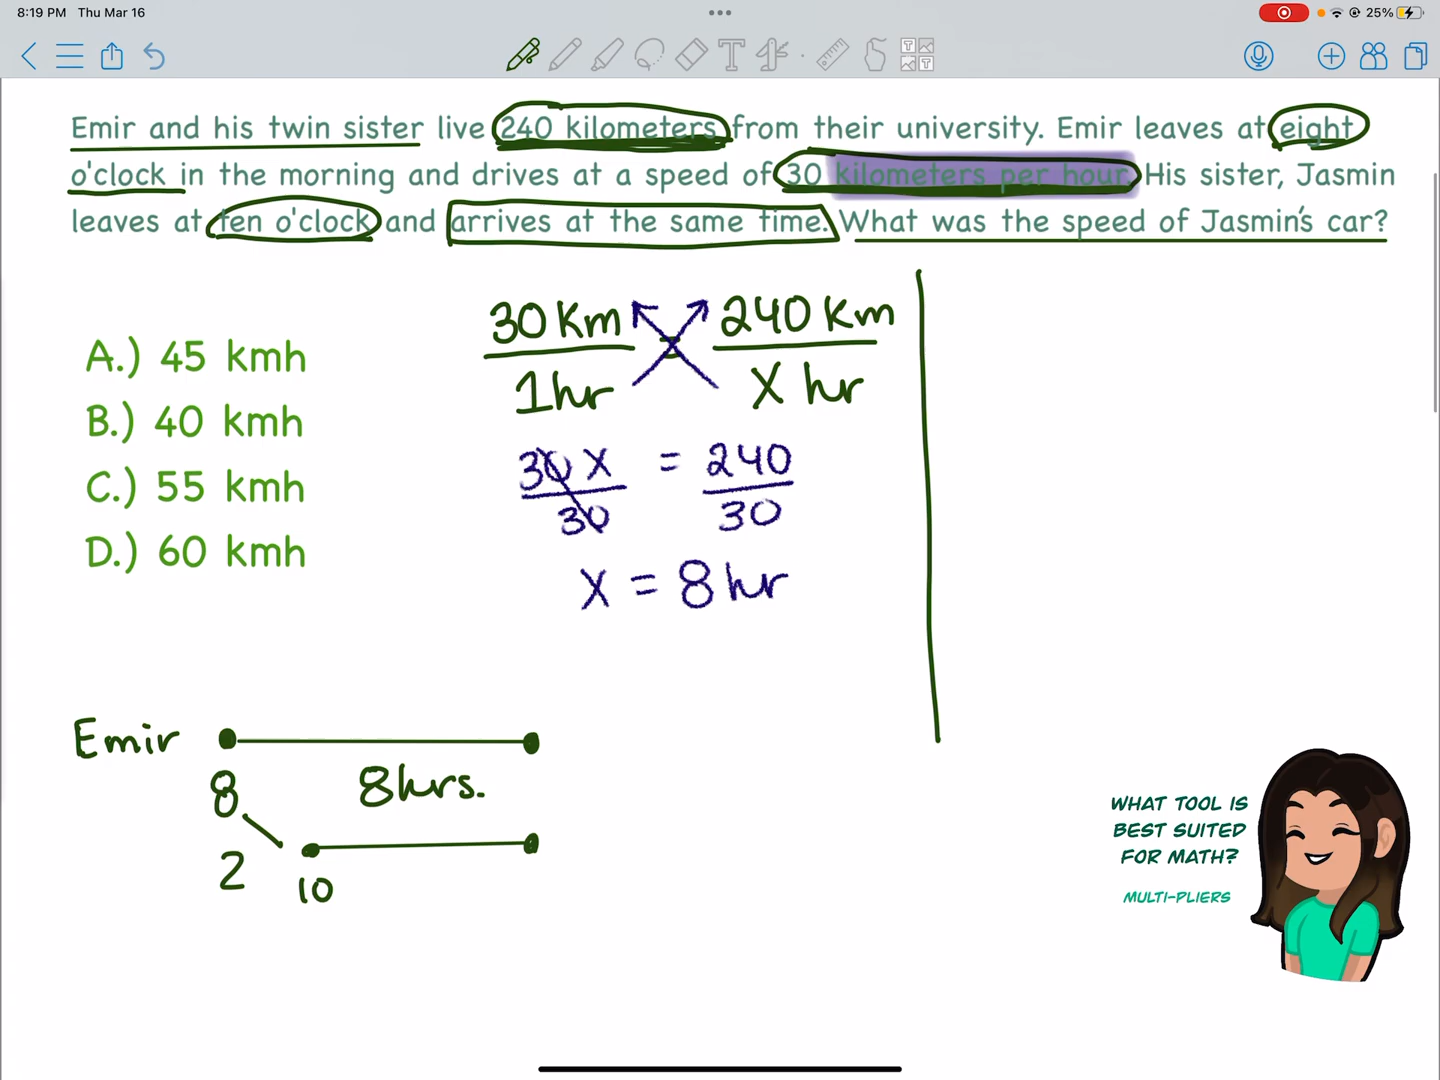 8:19 PM Thu Mar 16
25%
Emir and his twin sister live 240 kilometers from their university. Emir leaves at eight
o'clock in the morning and drives at a speed of 30 kilometers per hour. His sister, Jasmin
leaves at ten o'clock and arrives at the same time. What was the speed of Jasmin's car?
A.) 45 kmh
B.) 40 kmh
C.) 55 kmh
D.) 60 kmh
30 Km = 240 Km
1hr X hr
30 X = 240
30 30
X = 8 hr
Emir
8 8hrs.
2 10
WHAT TOOL IS
BEST SUITED
FOR MATH?
MULTI-PLIERS